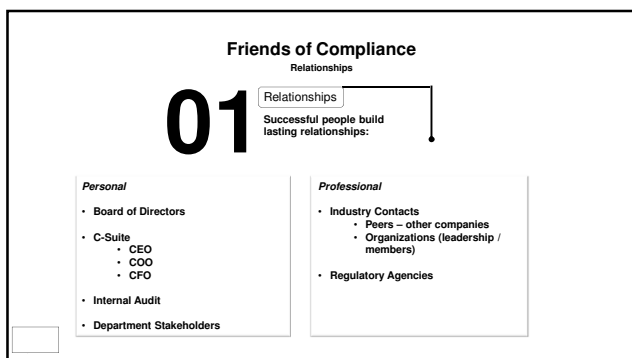 Friends of Compliance
Relationships
01
Relationships
Successful people build
lasting relationships:
Personal
• Board of Directors
• C-Suite
• CEO
• COO
• CFO
• Internal Audit
• Department Stakeholders
Professional
• Industry Contacts
• Peers – other companies
• Organizations (leadership /
members)
• Regulatory Agencies